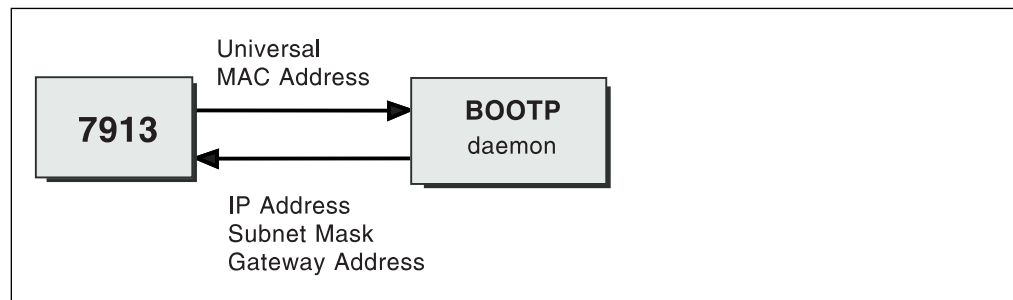 Universal
MAC Address
7913
BOOTP
daemon
IP Address
Subnet Mask
Gateway Address